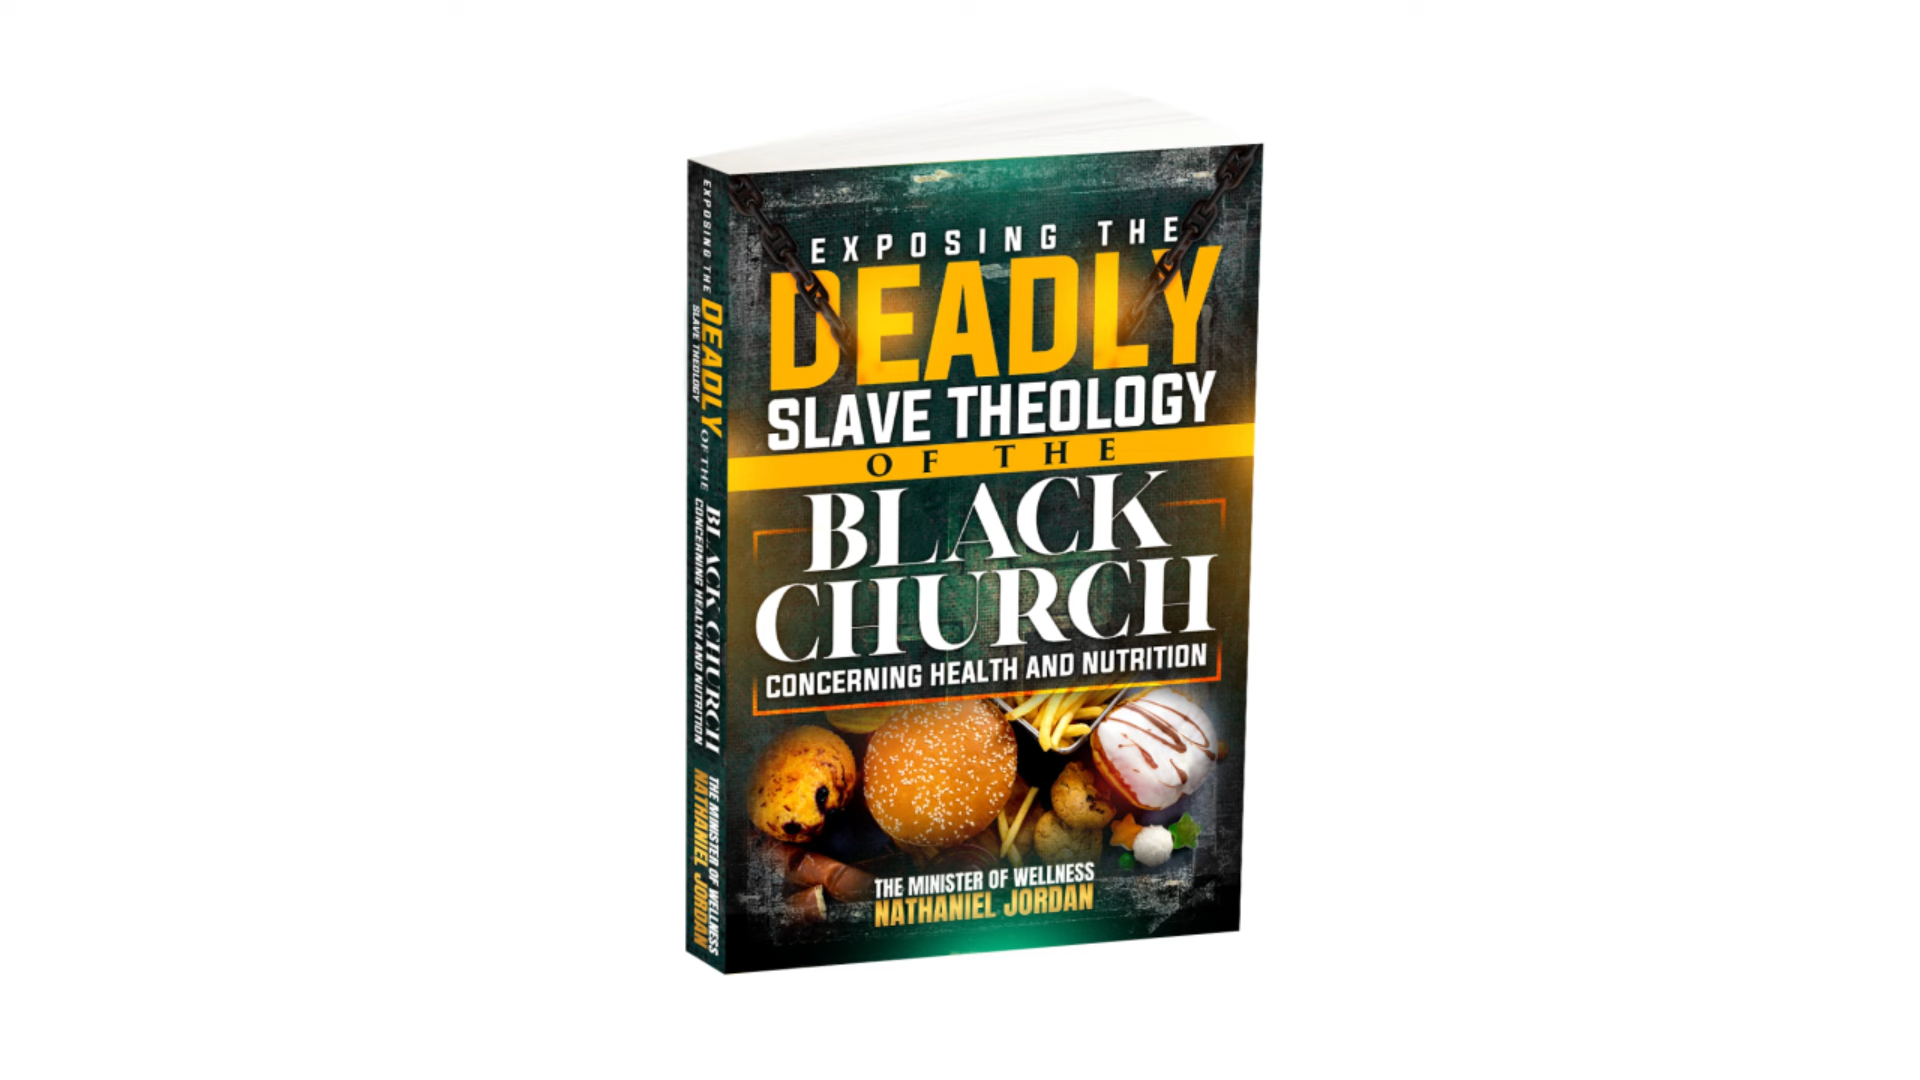 EXPOSING THE
DEADLY
SLAVE THEOLOGY
OF THE
BLACK
CHURCH
CONCERNING HEALTH AND NUTRITION
THE MINISTER OF WELLNESS
NATHANIEL JORDAN
EXPOSING THE DEADLY OF THE BLACK CHURCH THE MINISTER OF WELLNESS
SLAVE THEOLOGY CONCERNING HEALTH AND NUTRITION NATHANIEL JORDAN